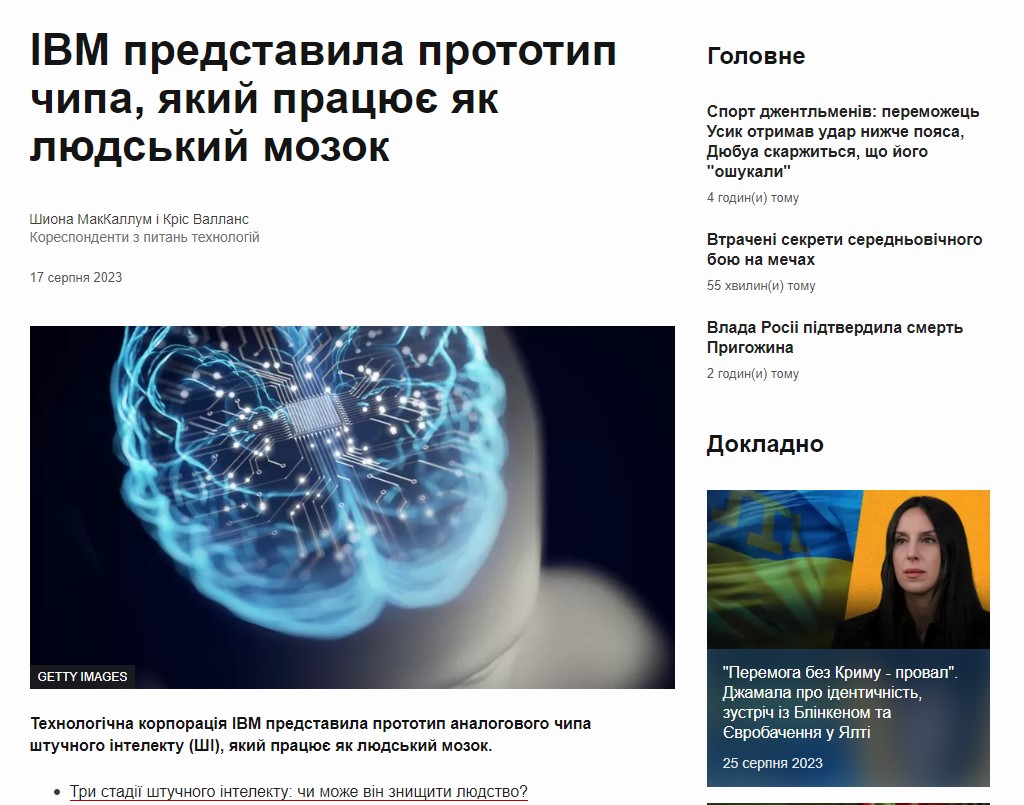 IBM представила прототип
чипа, який працює як
людський мозок
Шиона МакКаллум і Кріс Валланс
Кореспонденти з питань технологій
17 серпня 2023
GETTY IMAGES
Технологічна корпорація IBM представила прототип аналогового чипа
штучного інтелекту (ШІ), який працює як людський мозок.
Три стадії штучного інтелекту: чи може він знищити людство?
Головне
Спорт джентльменів: переможець
Усик отримав удар нижче пояса,
Дюбуа скаржиться, що його
"ошукали"
4 годин(и) тому
Втрачені секрети середньовічного
бою на мечах
55 хвилин(и) тому
Влада Росії підтвердила смерть
Пригожина
2 годин(и) тому
Докладно
"Перемога без Криму - провал".
Джамала про ідентичність,
зустріч із Блінкеном та
Євробачення у Ялті
25 серпня 2023